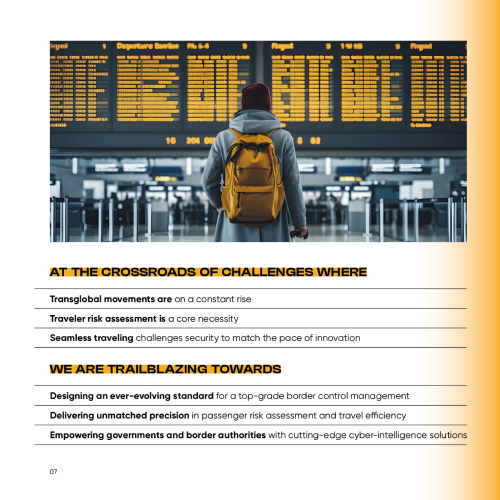 AT THE CROSSROADS OF CHALLENGES WHERE
Transglobal movements are on a constant rise
Traveler risk assessment is a core necessity
Seamless traveling challenges security to match the pace of innovation
WE ARE TRAILBLAZING TOWARDS
Designing an ever-evolving standard for a top-grade border control management
Delivering unmatched precision in passenger risk assessment and travel efficiency
Empowering governments and border authorities with cutting-edge cyber-intelligence solutions
07